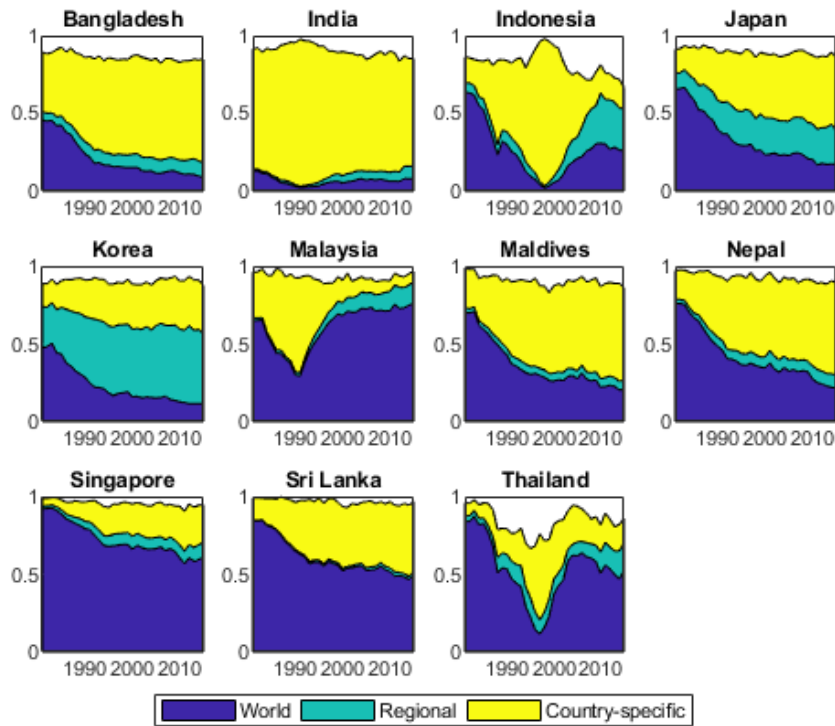 Bangladesh India Indonesia Japan
1 1 1 1
0.5 0.5 0.5 0.5
0 0 0 0
1990 2000 2010 1990 2000 2010 1990 2000 2010 1990 2000 2010
Korea Malaysia Maldives Nepal
1 1 1 1
0.5 0.5 0.5 0.5
0 0 0 0
1990 2000 2010 1990 2000 2010 1990 2000 2010 1990 2000 2010
Singapore Sri Lanka Thailand
1 1 1
0.5 0.5 0.5
0 0 0
1990 2000 2010 1990 2000 2010 1990 2000 2010
World Regional Country-specific